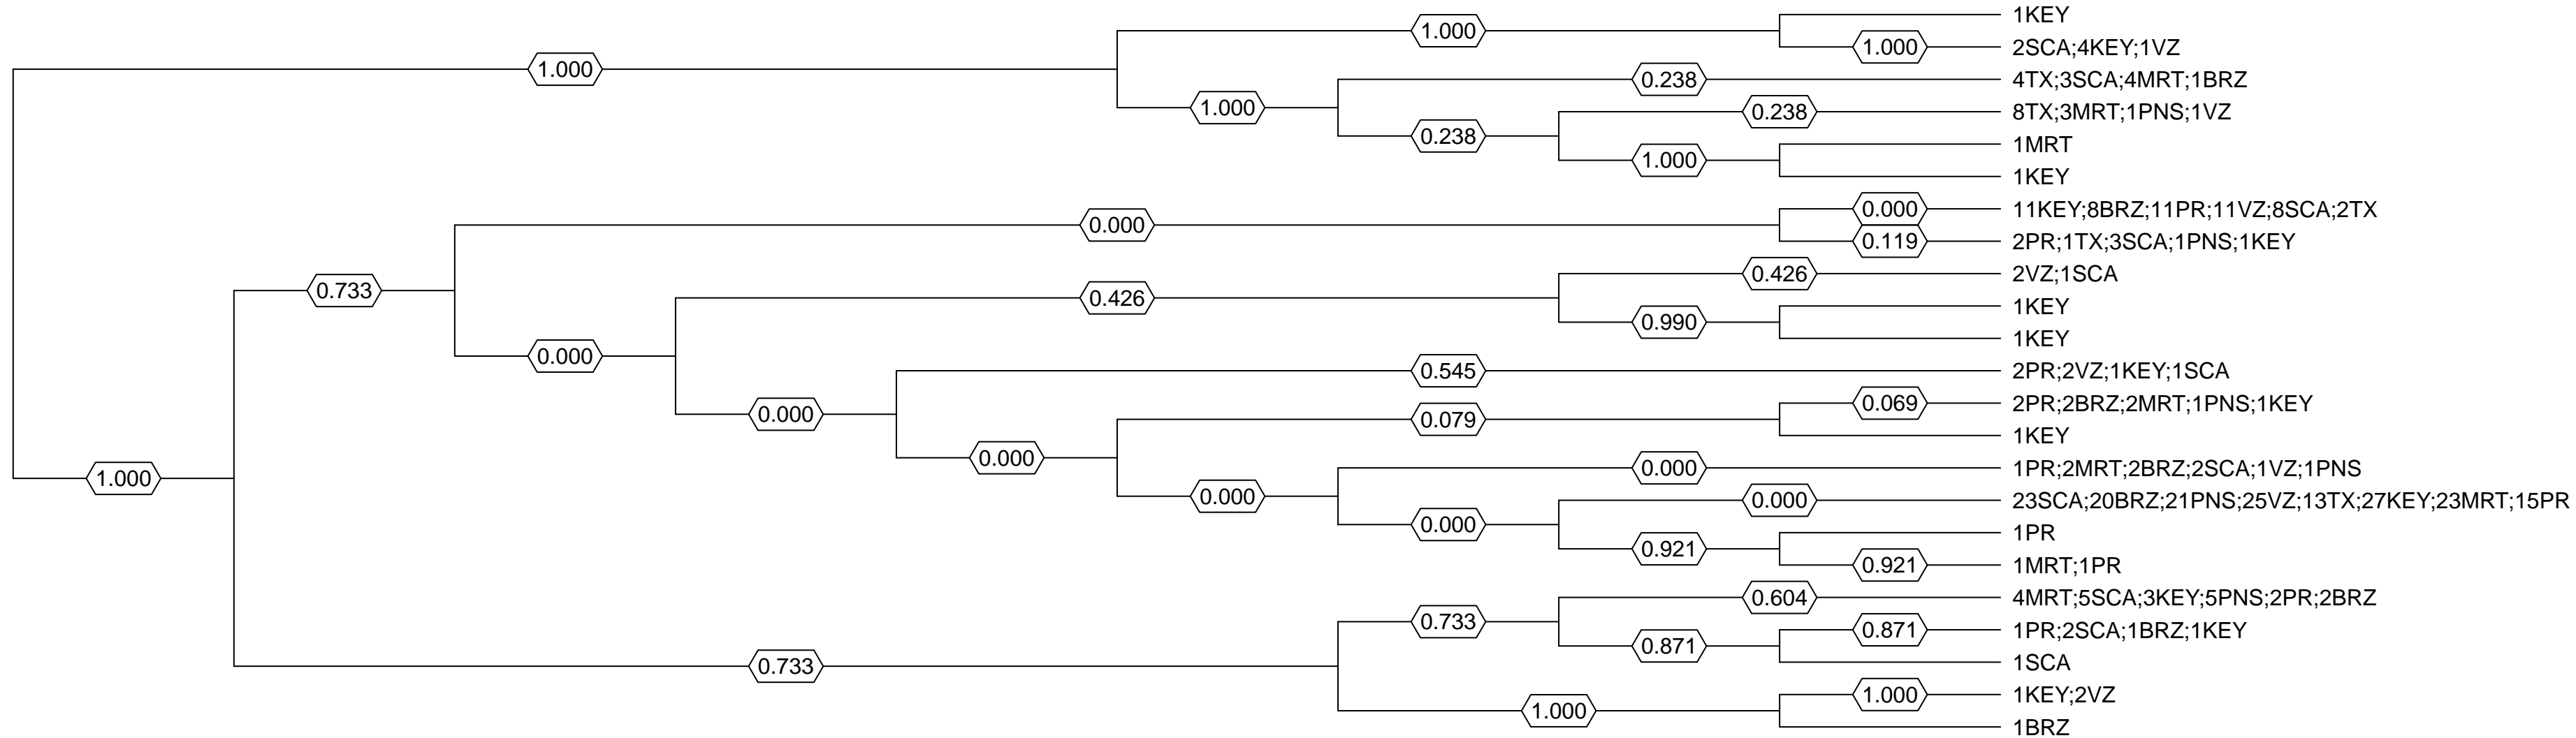 1KEY
1.000
1.000 2SCA;4KEY;1VZ
1.000
0.238 4TX;3SCA;4MRT;1BRZ
1.000
0.238 8TX;3MRT;1PNS;1VZ
0.238
1MRT
1.000
1KEY
0.000 11KEY;8BRZ;11PR;11VZ;8SCA;2TX
0.000
0.119 2PR;1TX;3SCA;1PNS;1KEY
0.426 2VZ;1SCA
0.733
0.426
1KEY
0.990
1KEY
0.000
0.545 2PR;2VZ;1KEY;1SCA
0.069 2PR;2BRZ;2MRT;1PNS;1KEY
0.000
0.079
1KEY
0.000
0.000 1PR;2MRT;2BRZ;2SCA;1VZ;1PNS
1.000
0.000
0.000 23SCA;20BRZ;21PNS;25VZ;13TX;27KEY;23MRT;15PR
0.000
1PR
0.921
0.921 1MRT;1PR
0.604 4MRT;5SCA;3KEY;5PNS;2PR;2BRZ
0.733
0.871 1PR;2SCA;1BRZ;1KEY
0.871
1SCA
0.733
1.000 1KEY;2VZ
1.000
1BRZ